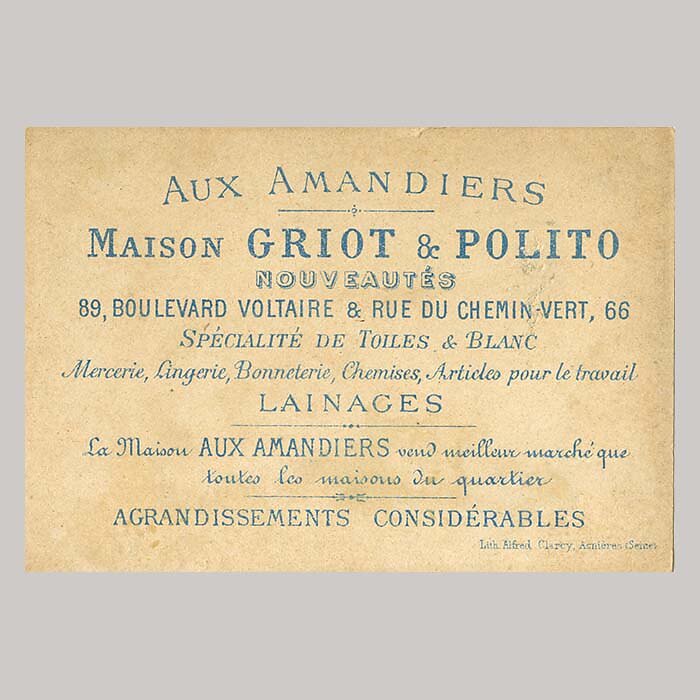 AUX AMANDIERS
MAISON GRIOT & POLITO
NOUVEAUTÉS
89, BOULEVARD VOLTAIRE & RUE DU CHEMIN-VERT, 66
SPÉCIALITÉ DE TOILES & BLANC
Mercerie, Lingerie, Bonneterie, Chemises, Articles pour le travail
LAINAGES
La Maison AUX AMANDIERS vend meilleur marché que
toutes les maisons du quartier
AGRANDISSEMENTS CONSIDÉRABLES
Lith. Alfred Clarey, Asnières (Seine)